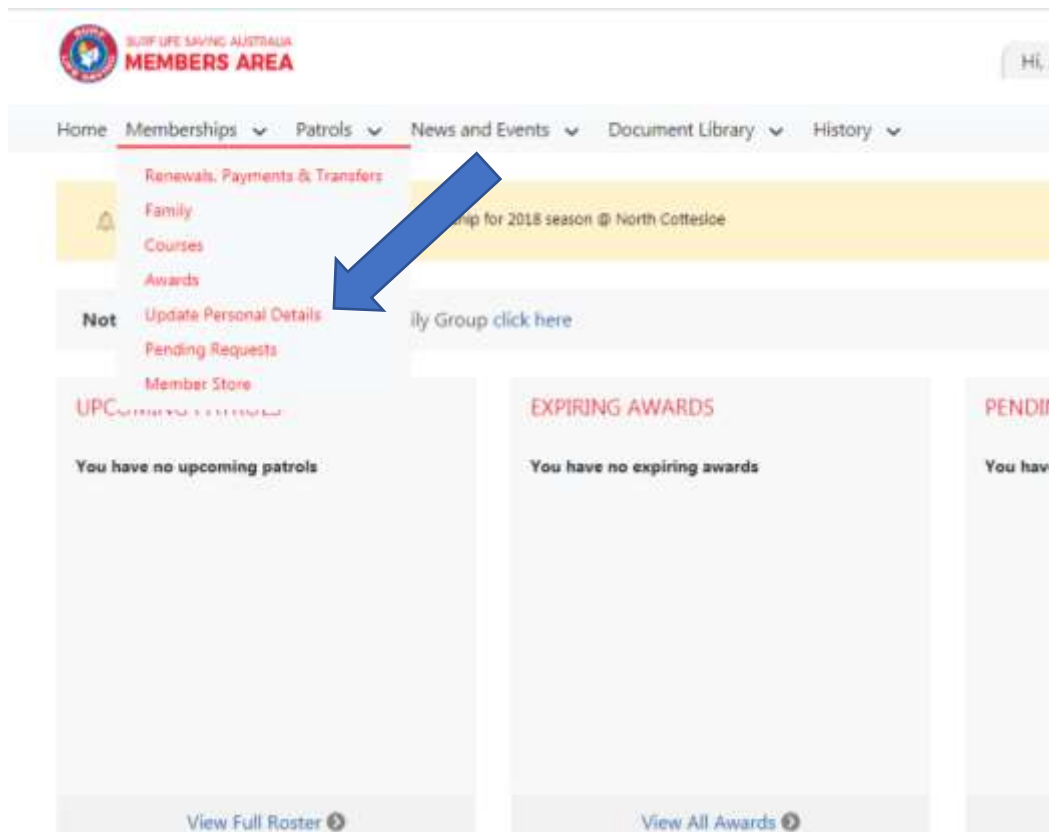 SURF LIFE SAVING AUSTRALIA
MEMBERS AREA
Hi,
Home Memberships Patrols News and Events Document Library History
Renewals, Payments & Transfers
Family
Courses
Awards
Update Personal Details
Pending Requests
Member Store
for 2018 season @ North Cottesloe
Not
ily Group click here
EXPIRING AWARDS
You have no upcoming patrols
You have no expiring awards
You have
View Full Roster
View All Awards